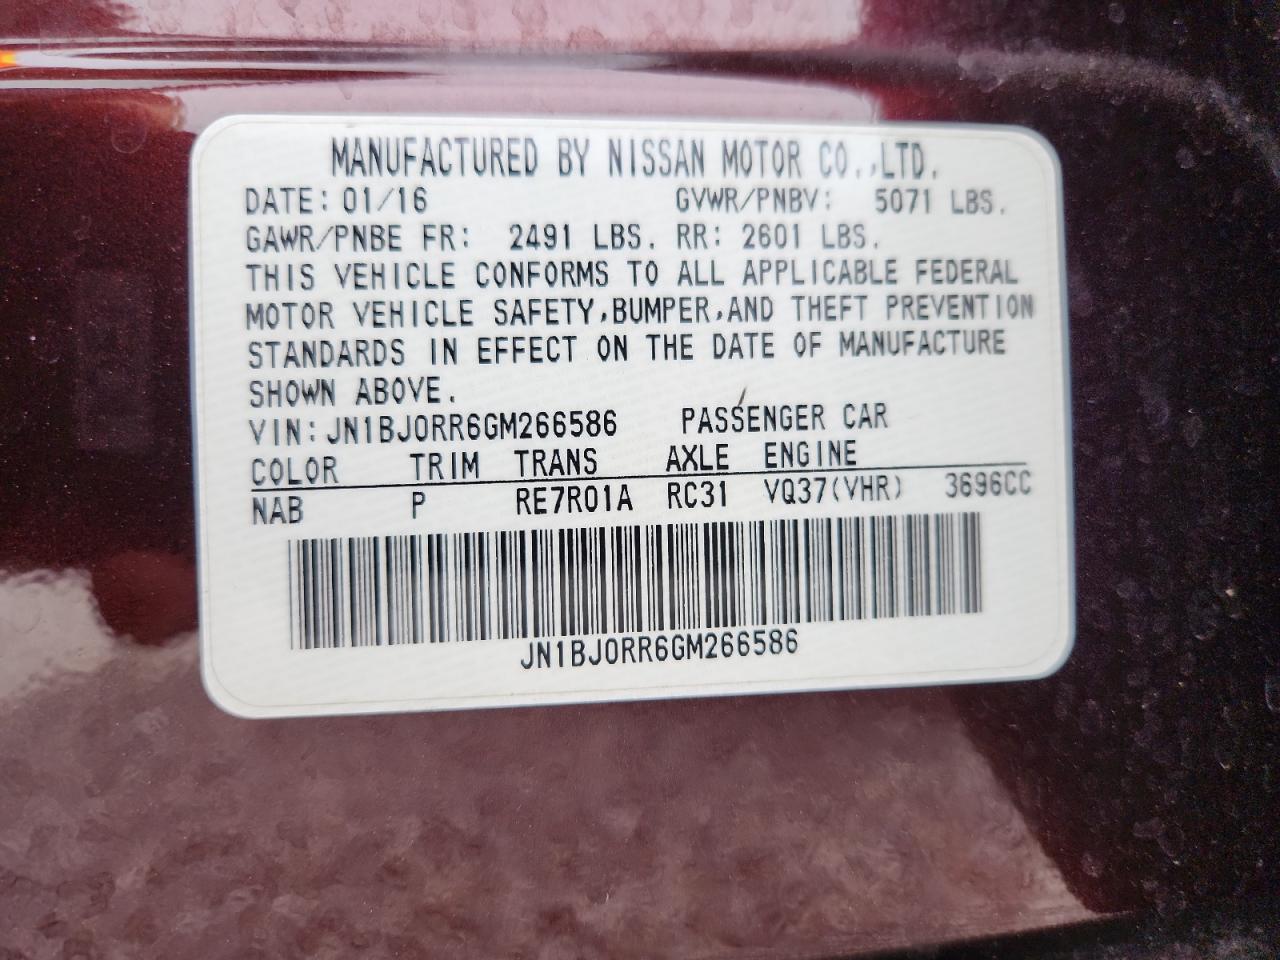 MANUFACTURED BY NISSAN MOTOR CO.,LTD.
DATE: 01/16 GVWR/PNBV: 5071 LBS.
GAWR/PNBE FR: 2491 LBS. RR: 2601 LBS.
THIS VEHICLE CONFORMS TO ALL APPLICABLE FEDERAL
MOTOR VEHICLE SAFETY,BUMPER,AND THEFT PREVENTION
STANDARDS IN EFFECT ON THE DATE OF MANUFACTURE
SHOWN ABOVE.
VIN:JN1BJ0RR6GM266586 PASSENGER CAR
COLOR TRIM TRANS AXLE ENGINE
NAB P RE7R01A RC31 VQ37(VHR) 3696CC
JN1BJ0RR6GM266586